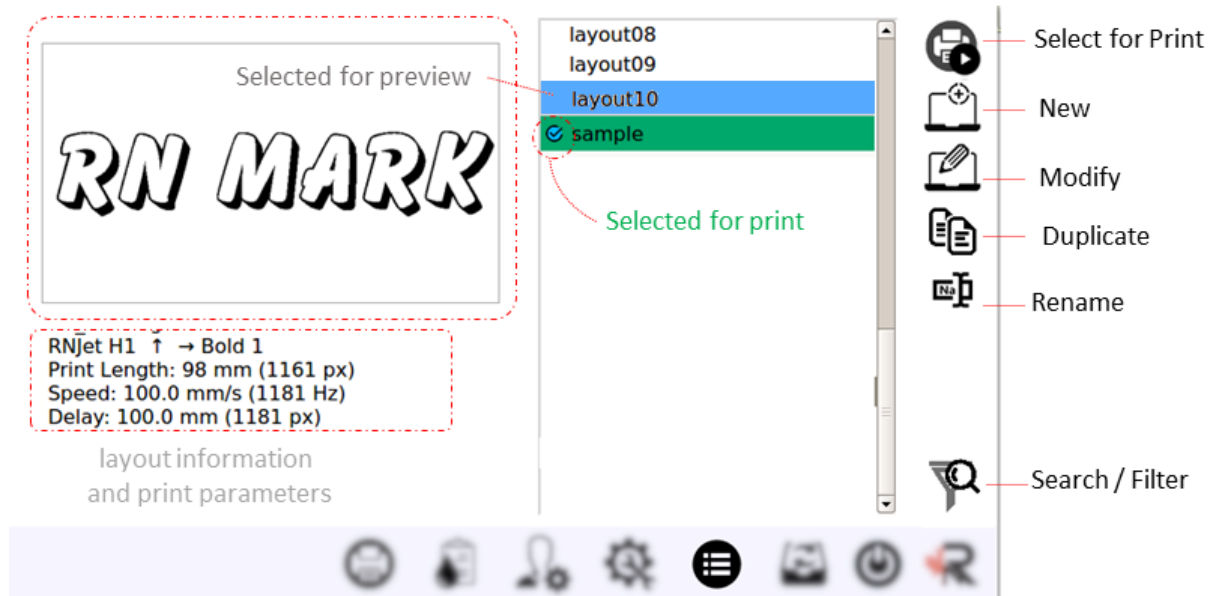 Selected for preview
RN MARK
RNJet H1 ↑ → Bold 1
Print Length: 98 mm (1161 px)
Speed: 100.0 mm/s (1181 Hz)
Delay: 100.0 mm (1181 px)
layout information
and print parameters
layout08
layout09
layout10
sample
Selected for print
Select for Print
New
Modify
Duplicate
Na
Rename
Search / Filter